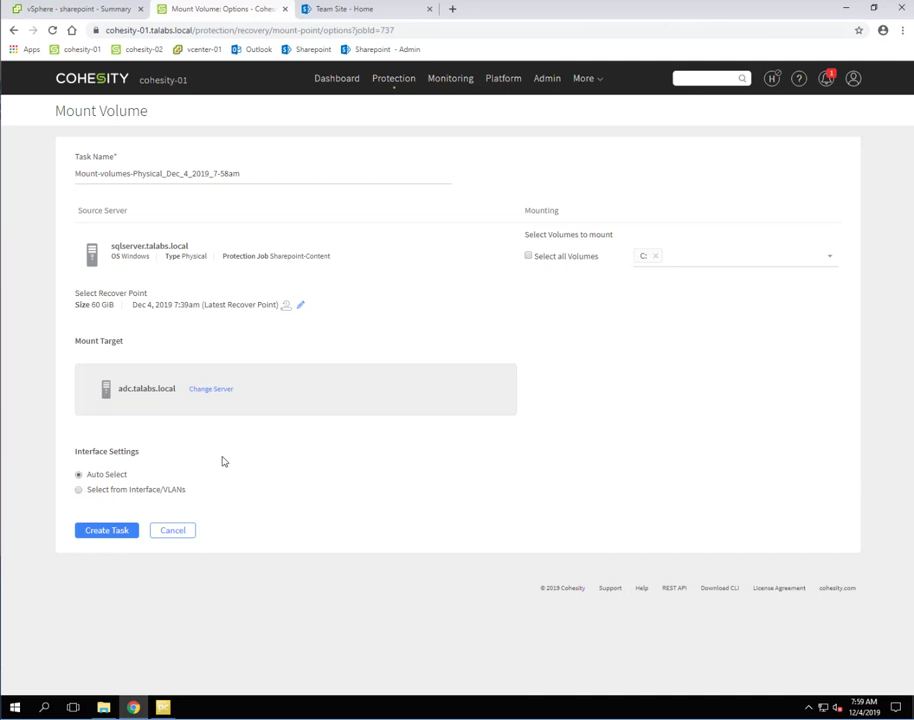 vSphere - sharepoint - Summary
Mount Volume: Options - Cohes
Team Site - Home
cohesity-01.talabs.local/protection/recovery/mount-point/options?jobId=737
Apps cohesity-01 cohesity-02 vcenter-01 Outlook Sharepoint Sharepoint - Admin
COHESITY cohesity-01 Dashboard Protection Monitoring Platform Admin More H ? 1
Mount Volume
Task Name*
Mount-volumes-Physical_Dec_4_2019_7-58am
Source Server
Mounting
sqlserver.talabs.local
OS Windows Type Physical Protection Job Sharepoint-Content
Select Volumes to mount
Select all Volumes C:
Select Recover Point
Size 60 GiB Dec 4, 2019 7:39am (Latest Recover Point)
Mount Target
adc.talabs.local Change Server
Interface Settings
Auto Select
Select from Interface/VLANs
Create Task Cancel
© 2019 Cohesity Support Help REST API Download CLI License Agreement cohesity.com
7:59 AM
12/4/2019